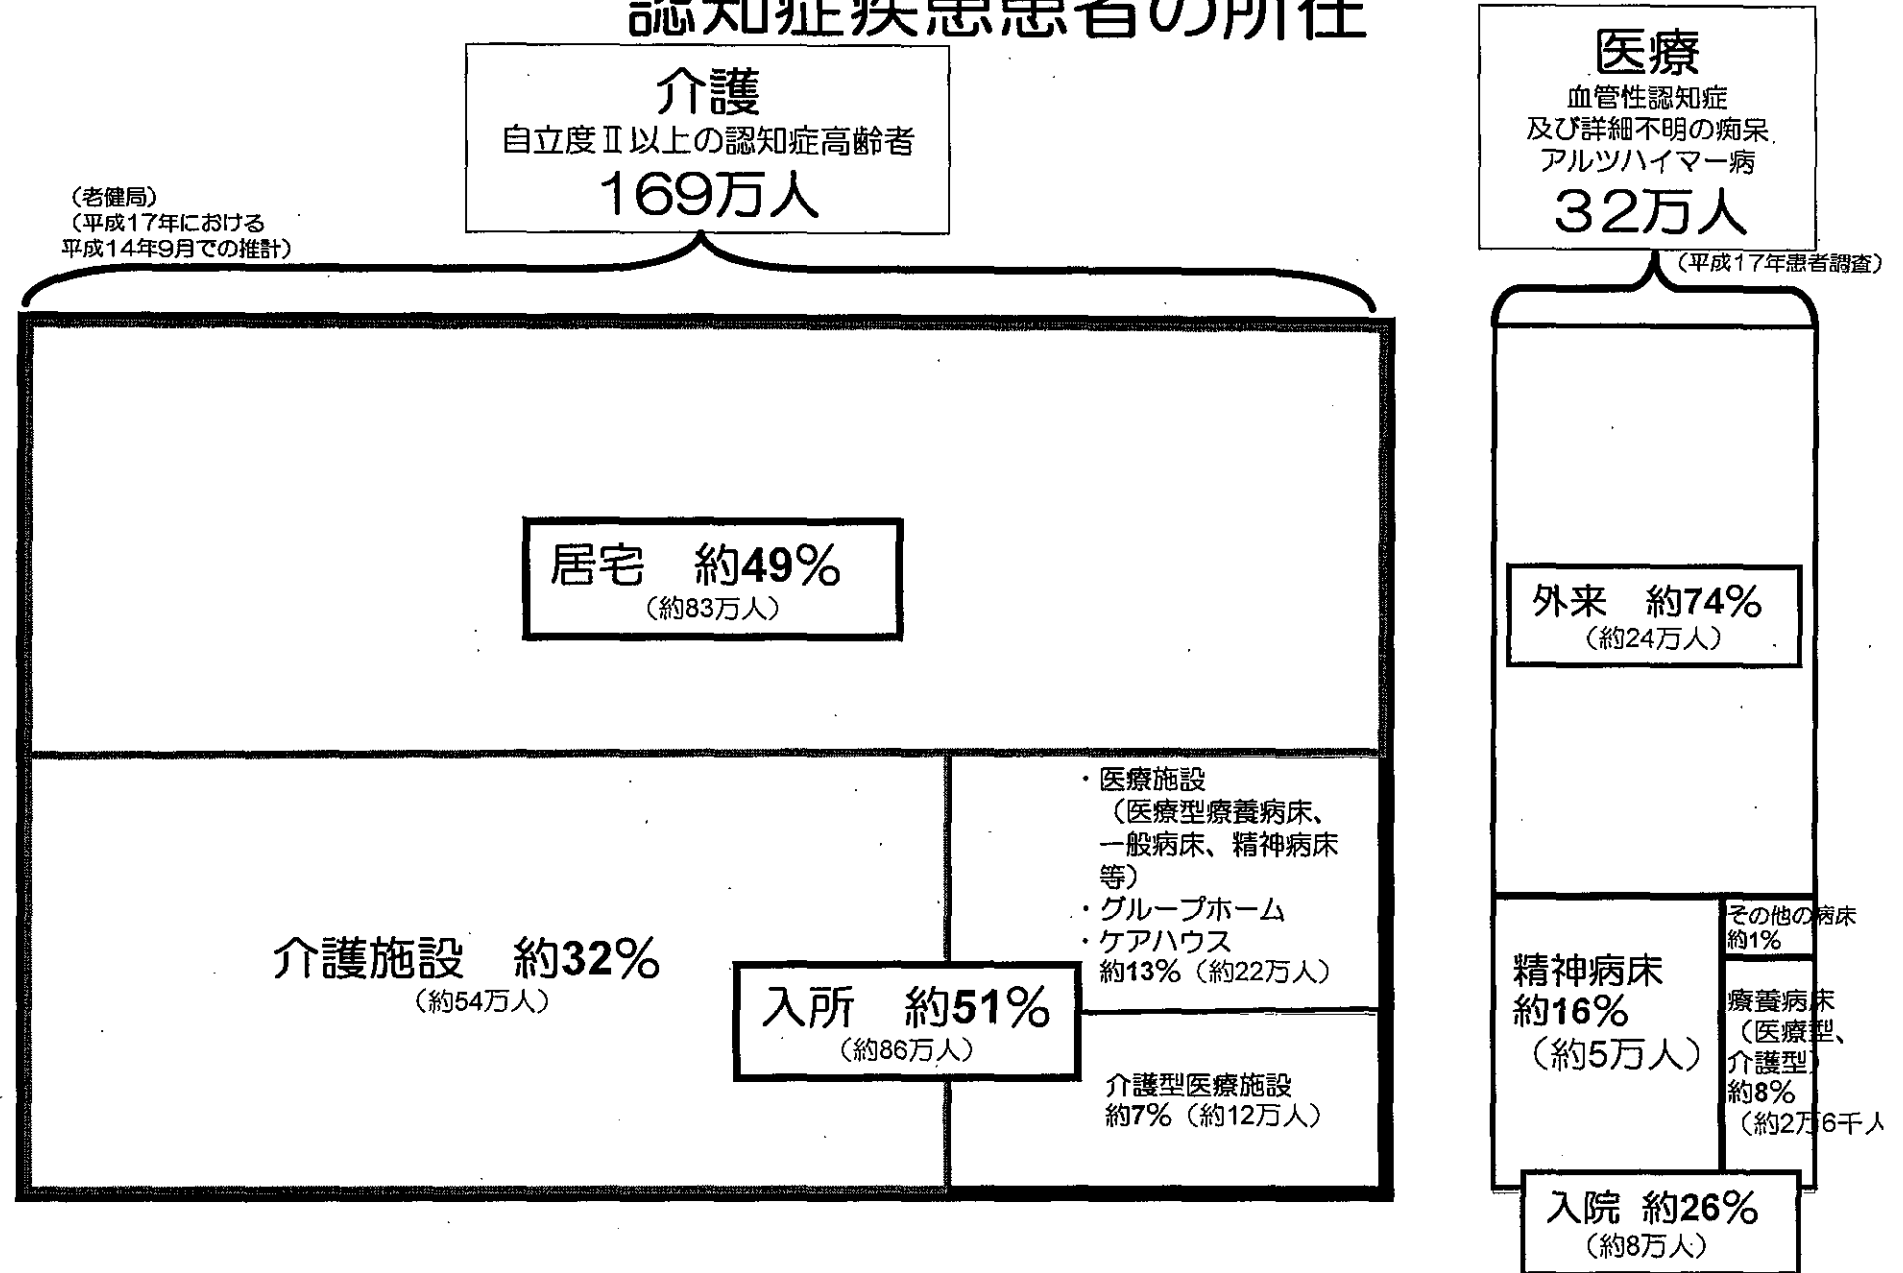 認知症疾患患者の所在
介護
自立度Ⅱ以上の認知症高齢者
169万人
（老健局）
（平成17年における
平成14年9月での推計）
医療
血管性認知症
及び詳細不明の痴呆
アルツハイマー病
32万人
（平成17年患者調査）
居宅　約49%
（約83万人）
介護施設　約32%
（約54万人）
・医療施設
（医療型療養病床、
一般病床、精神病床
等）
・グループホーム
・ケアハウス
約13%（約22万人）
入所　約51%
（約86万人）
介護型医療施設
約7%（約12万人）
外来　約74%
（約24万人）
精神病床
約16%
（約5万人）
その他の病床
約1%
療養病床
（医療型、
介護型）
約8%
（約2万6千人
入院 約26%
（約8万人）